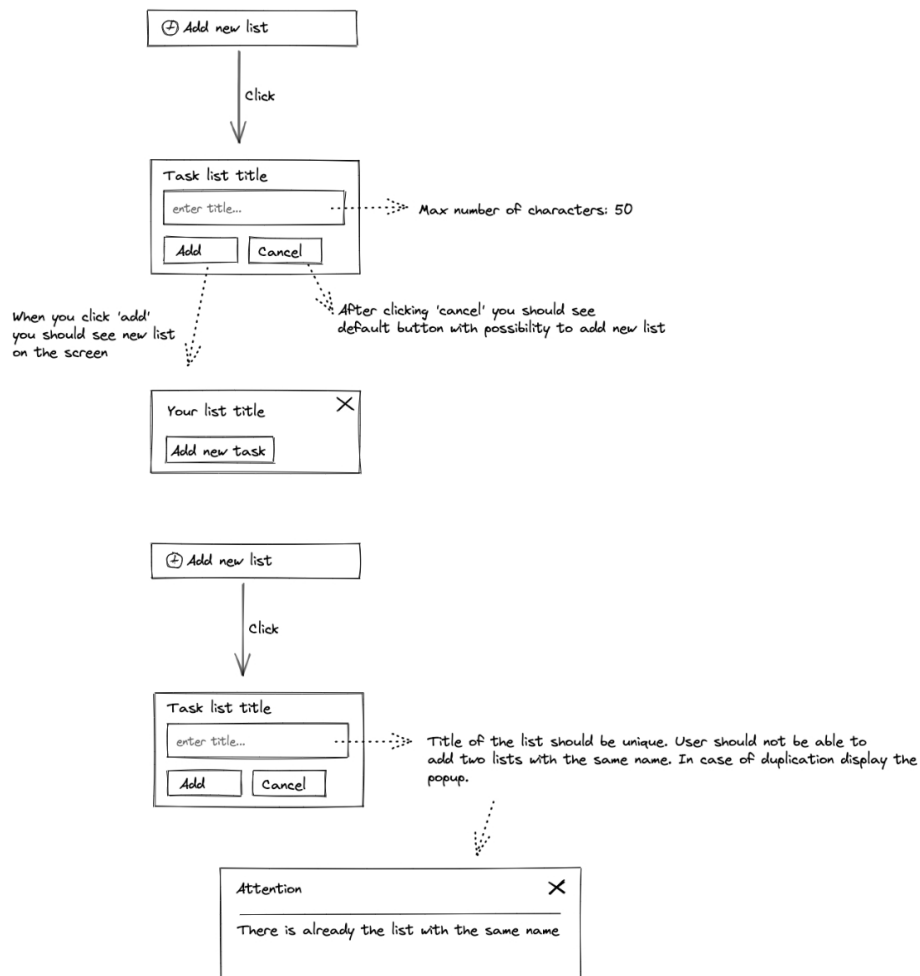 Add new list
Click
Task list title
enter title...
Max number of characters: 50
Add
Cancel
When you click 'add'
you should see new list
on the screen
After clicking 'cancel' you should see
default button with possibility to add new list
Your list title
Add new task
Add new list
Click
Task list title
enter title...
Title of the list should be unique. User should not be able to
add two lists with the same name. In case of duplication display the
popup.
Add
Cancel
Attention
There is already the list with the same name